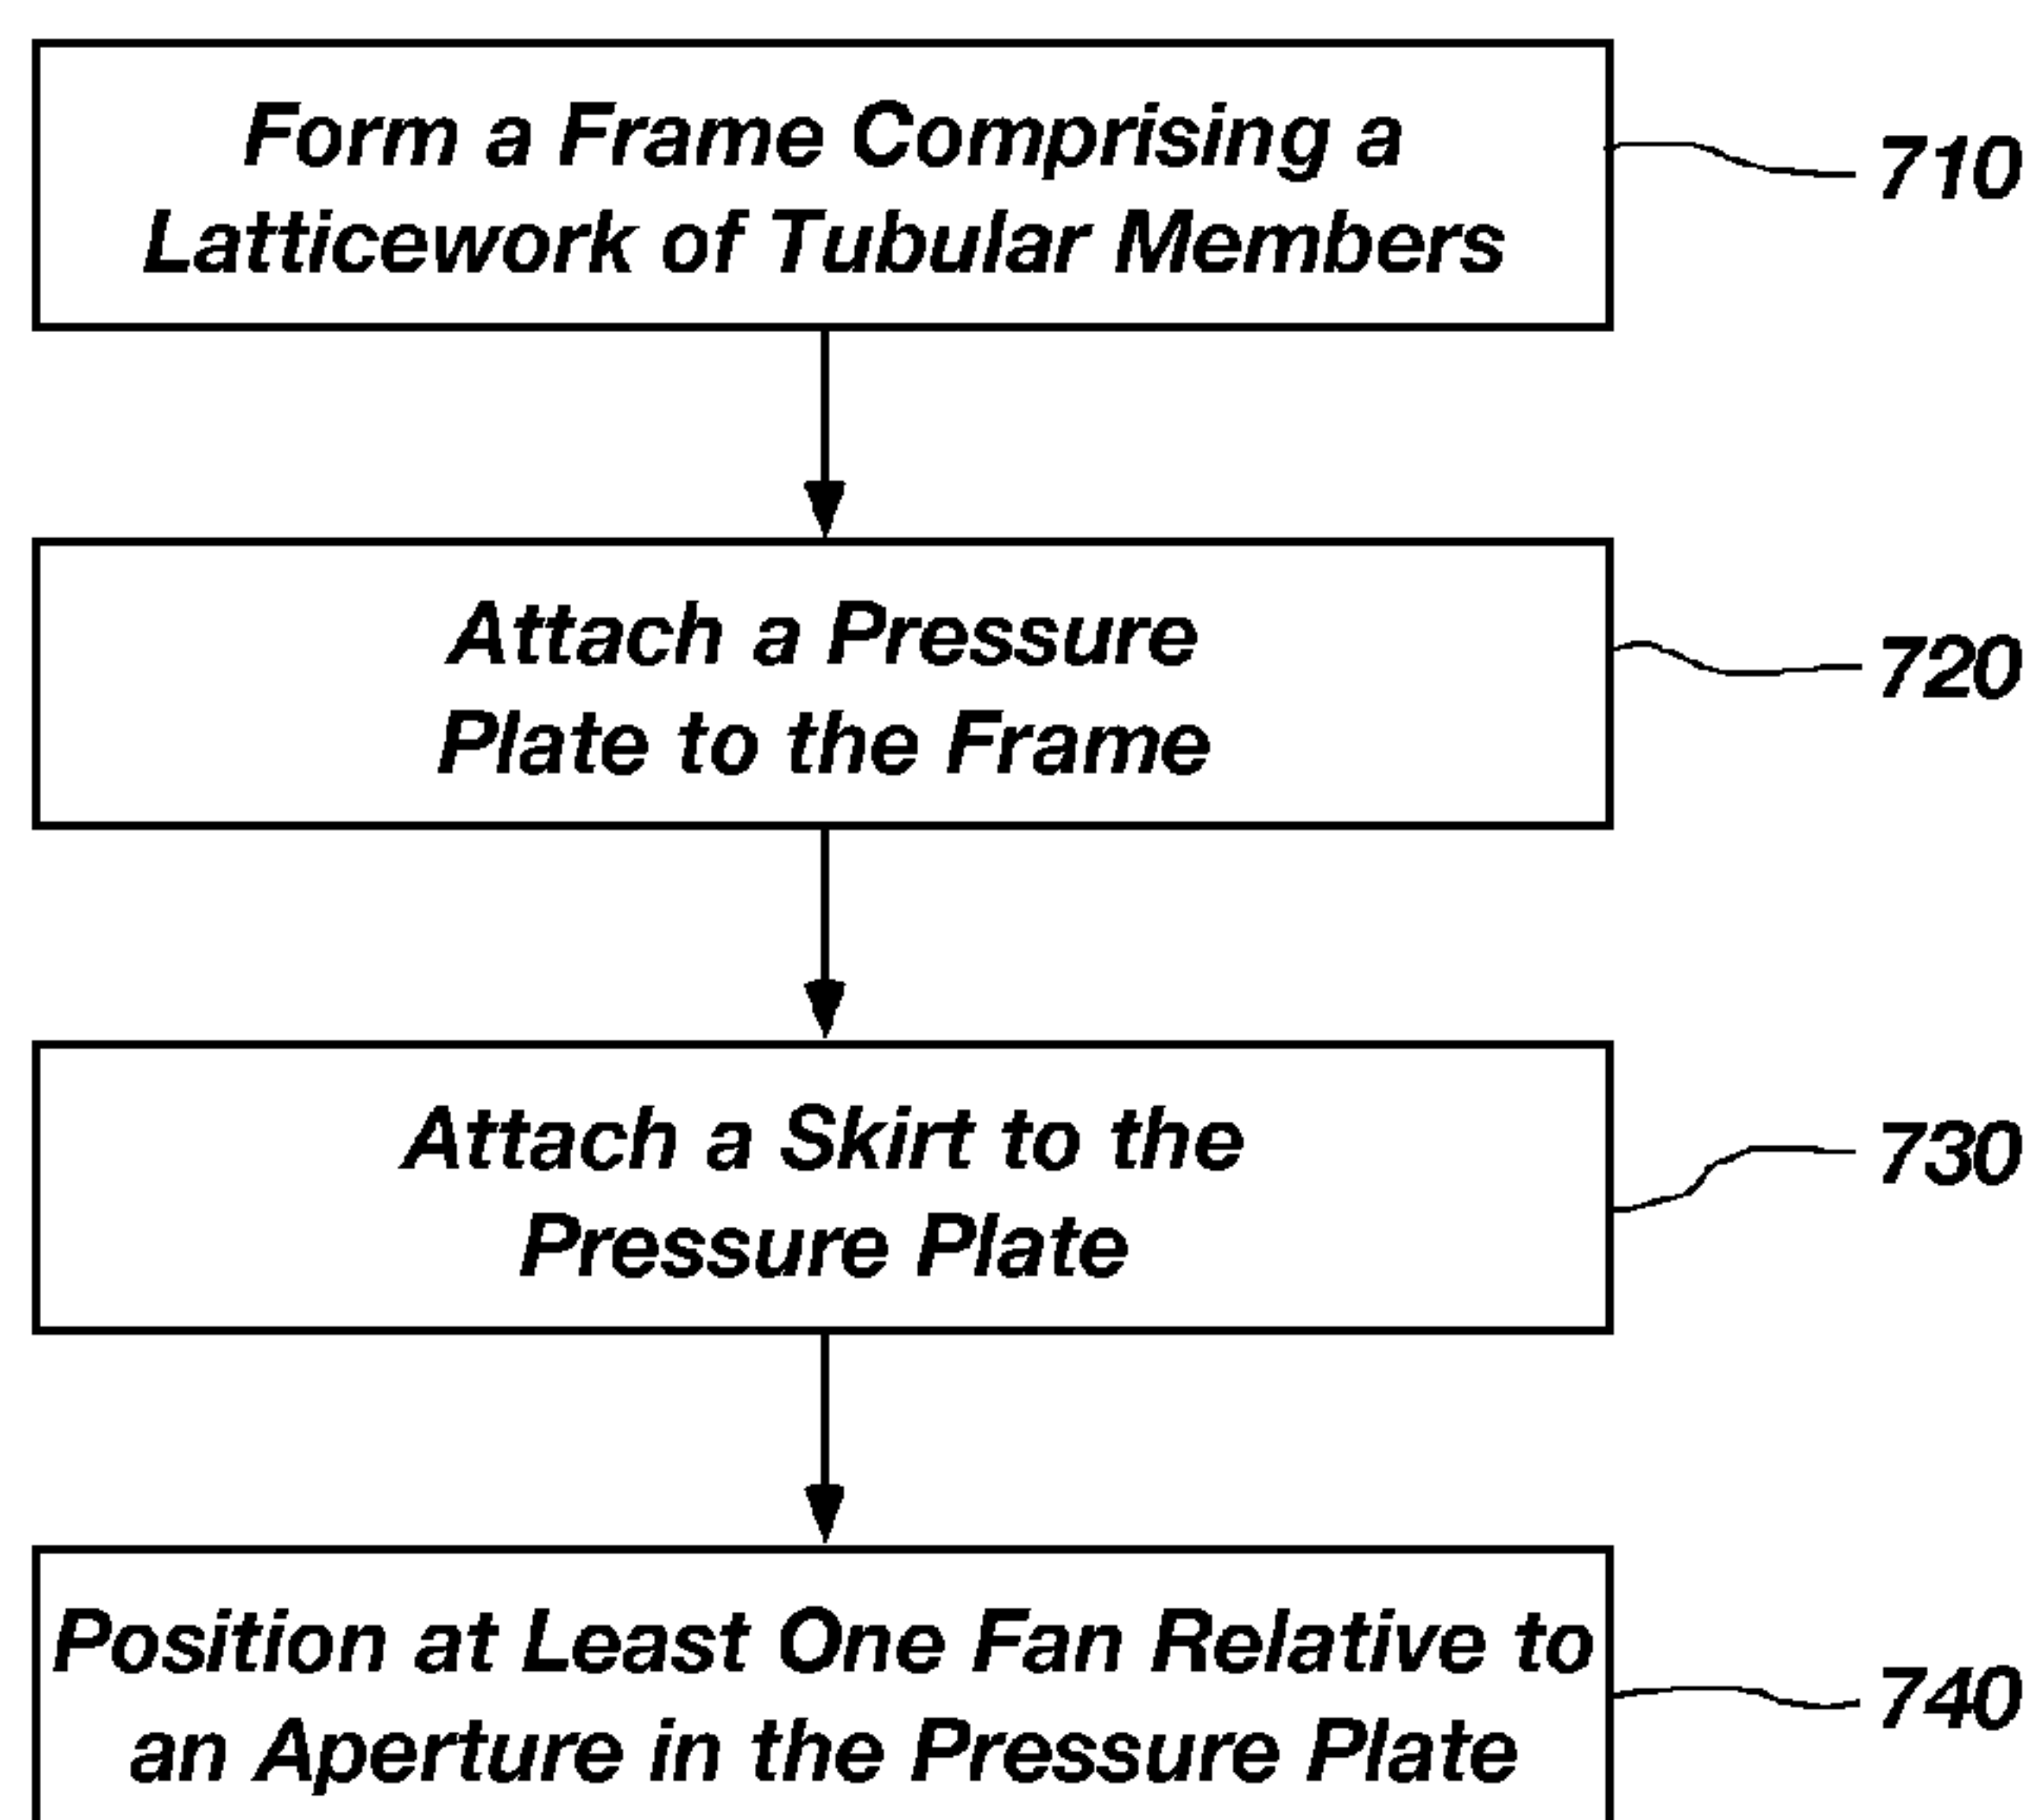 Form a Frame Comprising a
Latticework of Tubular Members
710
Attach a Pressure
Plate to the Frame
720
Attach a Skirt to the
Pressure Plate
730
Position at Least One Fan Relative to
an Aperture in the Pressure Plate
740